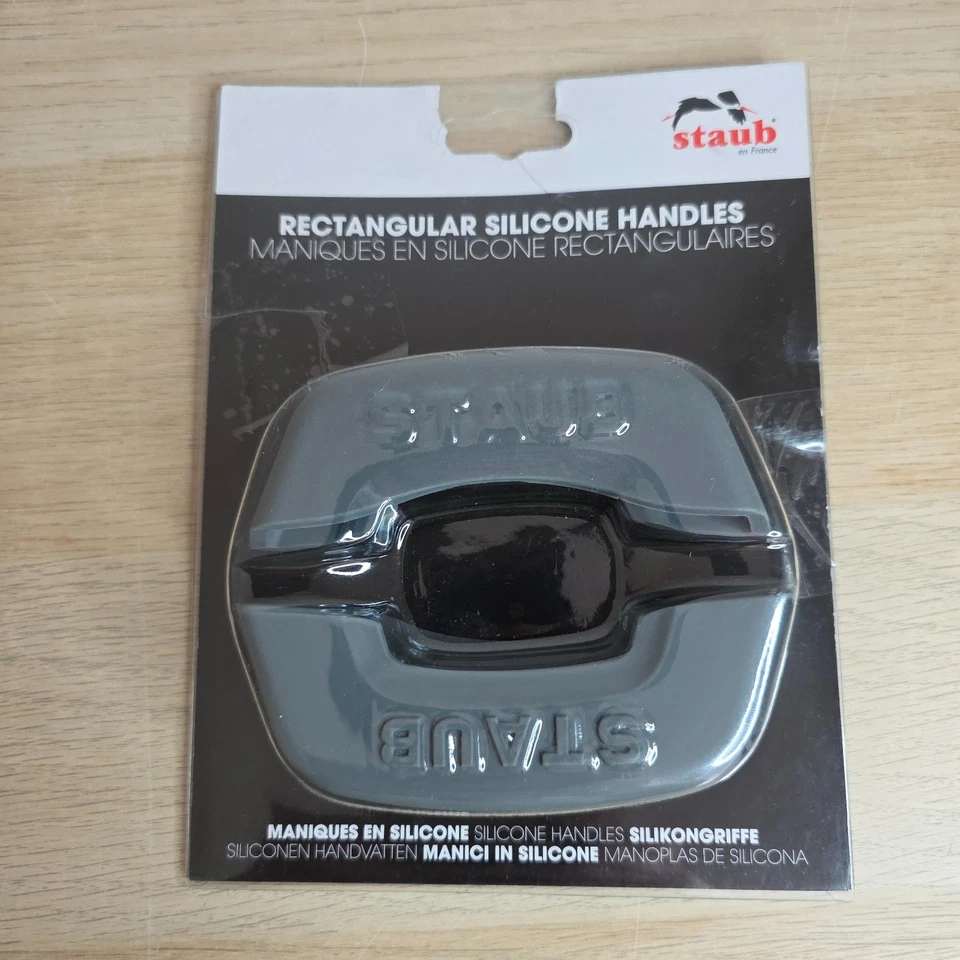 staub
en France
RECTANGULAR SILICONE HANDLES
MANIQUES EN SILICONE RECTANGULAIRES
STAUB
STAUB
MANIQUES EN SILICONE SILICONE HANDLES SILIKONGRIFFE
SILICONEN HANDVATTEN MANICI IN SILICONE MANOPLAS DE SILICONA